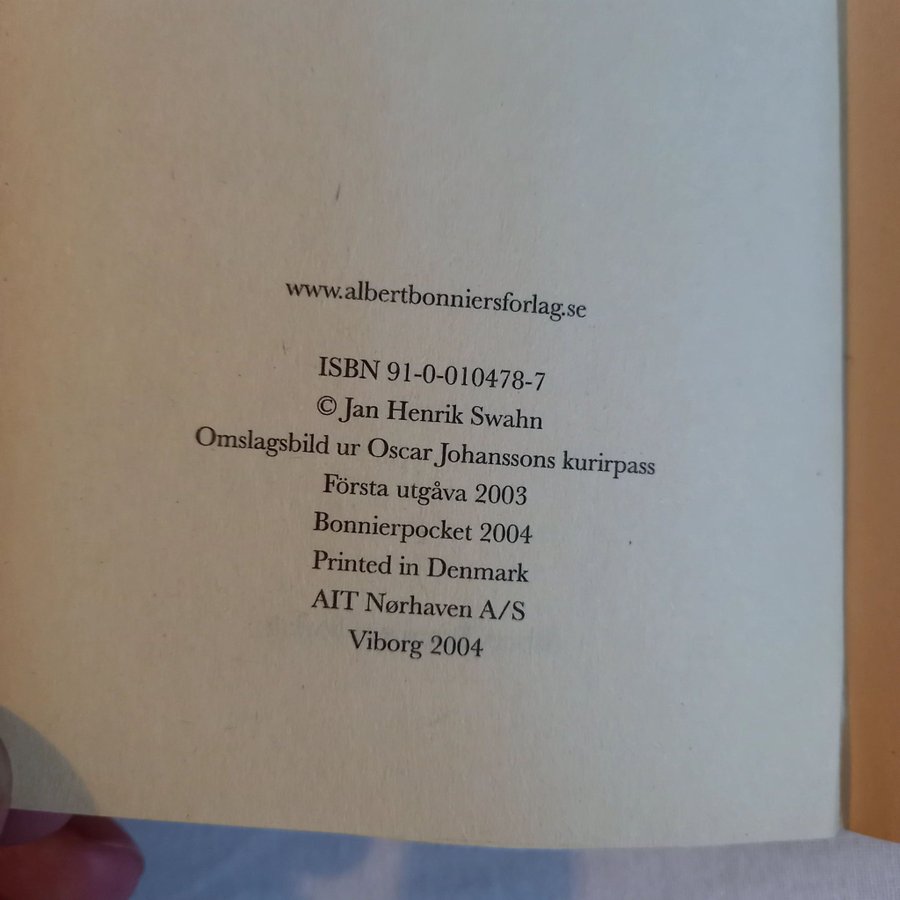 www.albertbonniersforlag.se
ISBN 91-0-010478-7
© Jan Henrik Swahn
Omslagsbild ur Oscar Johanssons kurirpass
Första utgåva 2003
Bonnierpocket 2004
Printed in Denmark
AIT Nørhaven A/S
Viborg 2004